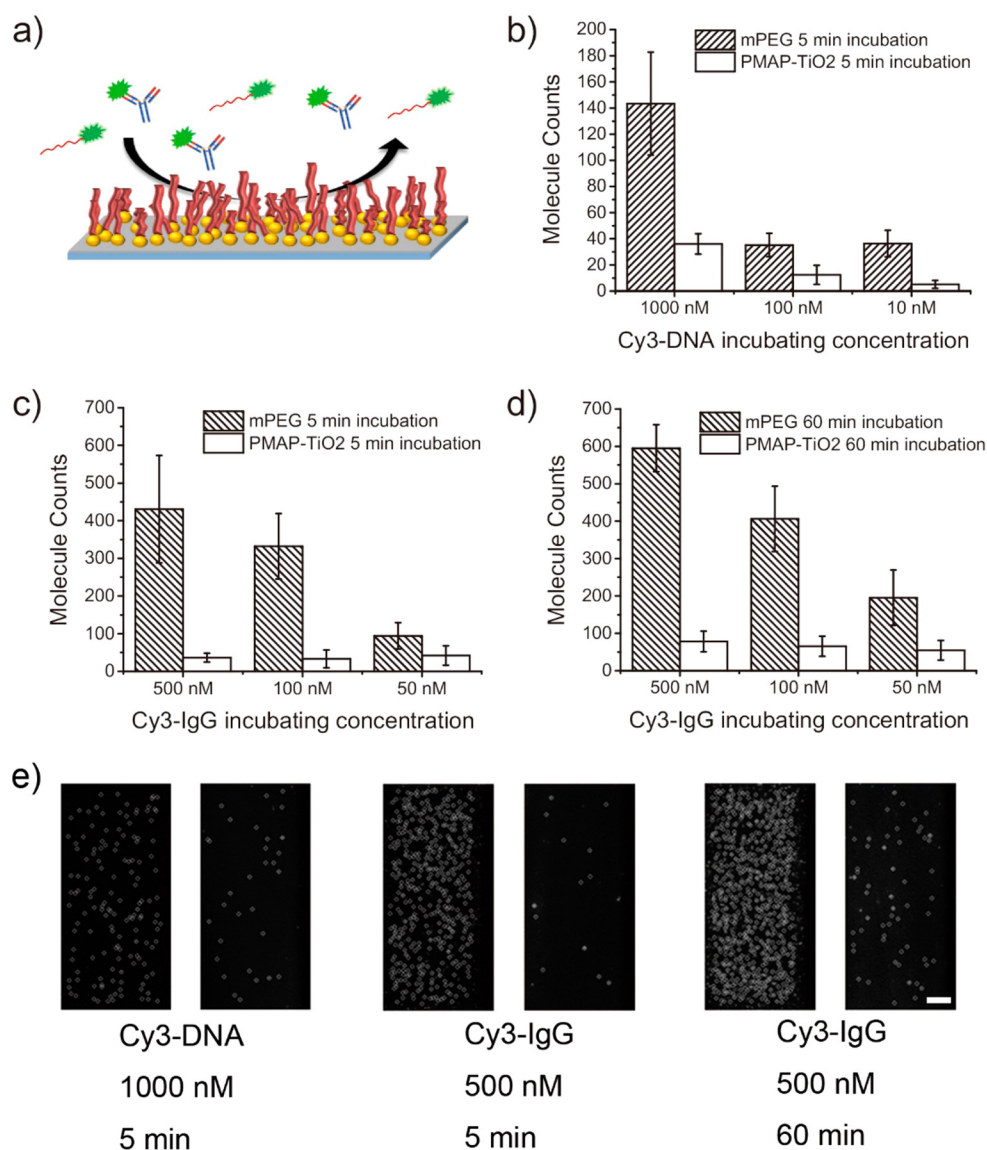 a)
b)
200
180
160
140
120
100
80
60
40
20
0
Molecule Counts
mPEG 5 min incubation
PMAP-TiO2 5 min incubation
1000 nM
100 nM
10 nM
Cy3-DNA incubating concentration
c)
700
600
500
400
300
200
100
0
Molecule Counts
mPEG 5 min incubation
PMAP-TiO2 5 min incubation
500 nM
100 nM
50 nM
Cy3-IgG incubating concentration
d)
700
600
500
400
300
200
100
0
Molecule Counts
mPEG 60 min incubation
PMAP-TiO2 60 min incubation
500 nM
100 nM
50 nM
Cy3-IgG incubating concentration
e)
Cy3-DNA
1000 nM
5 min
Cy3-IgG
500 nM
5 min
Cy3-IgG
500 nM
60 min